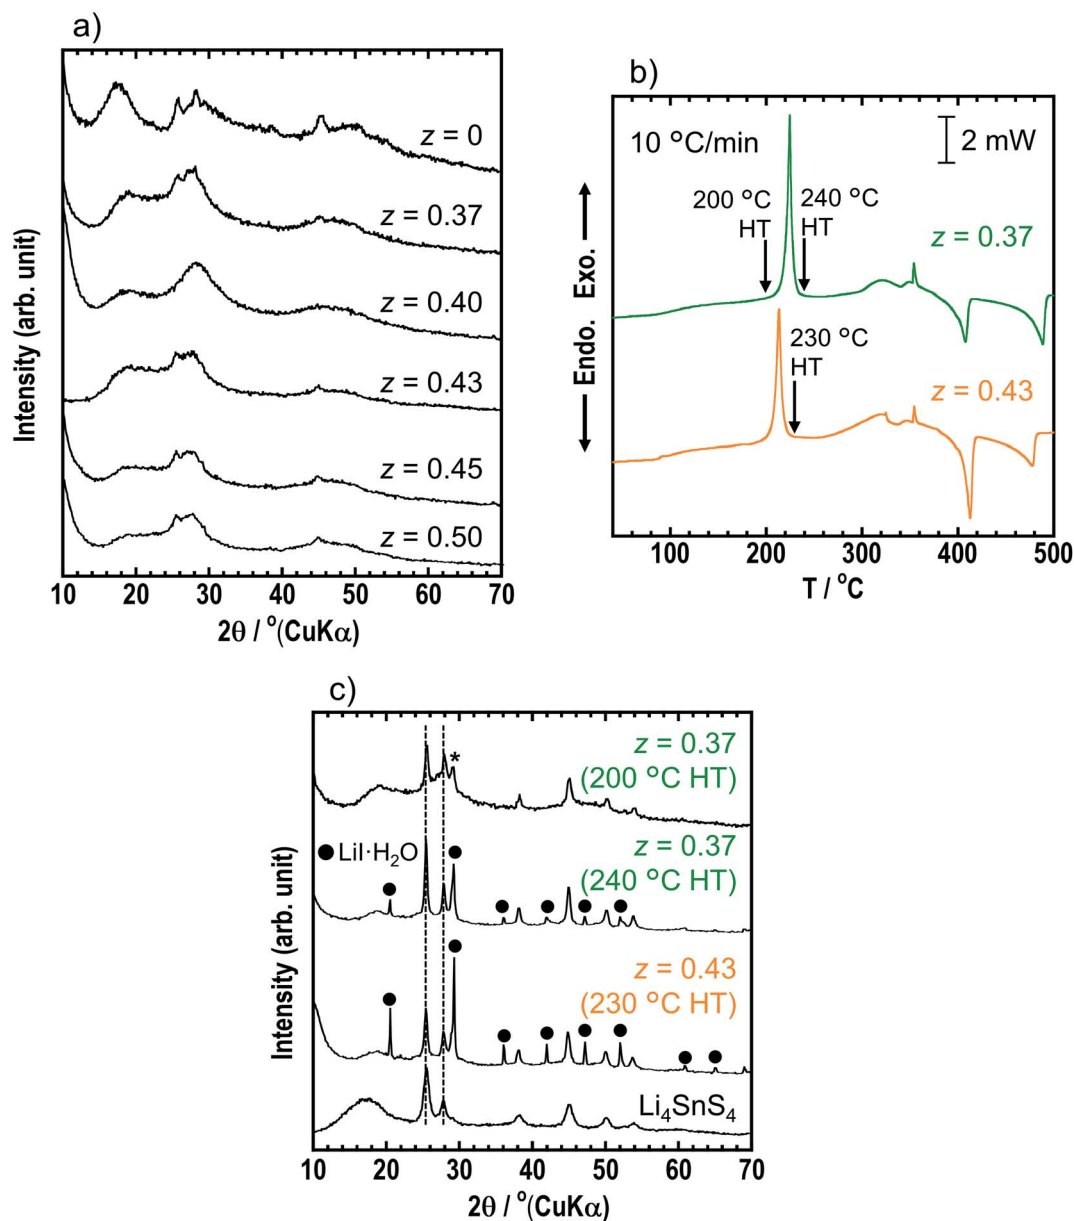 a)
z = 0
z = 0.37
z = 0.40
z = 0.43
z = 0.45
z = 0.50
Intensity (arb. unit)
10 20 30 40 50 60 70
2θ / °(CuKα)
b)
10 °C/min
2 mW
200 °C
HT
240 °C
HT
z = 0.37
230 °C
HT
z = 0.43
Endo. Exo.
100 200 300 400 500
T / °C
c)
*
z = 0.37
(200 °C HT)
● LiI·H₂O
z = 0.37
(240 °C HT)
z = 0.43
(230 °C HT)
Li₄SnS₄
Intensity (arb. unit)
10 20 30 40 50 60 70
2θ / °(CuKα)